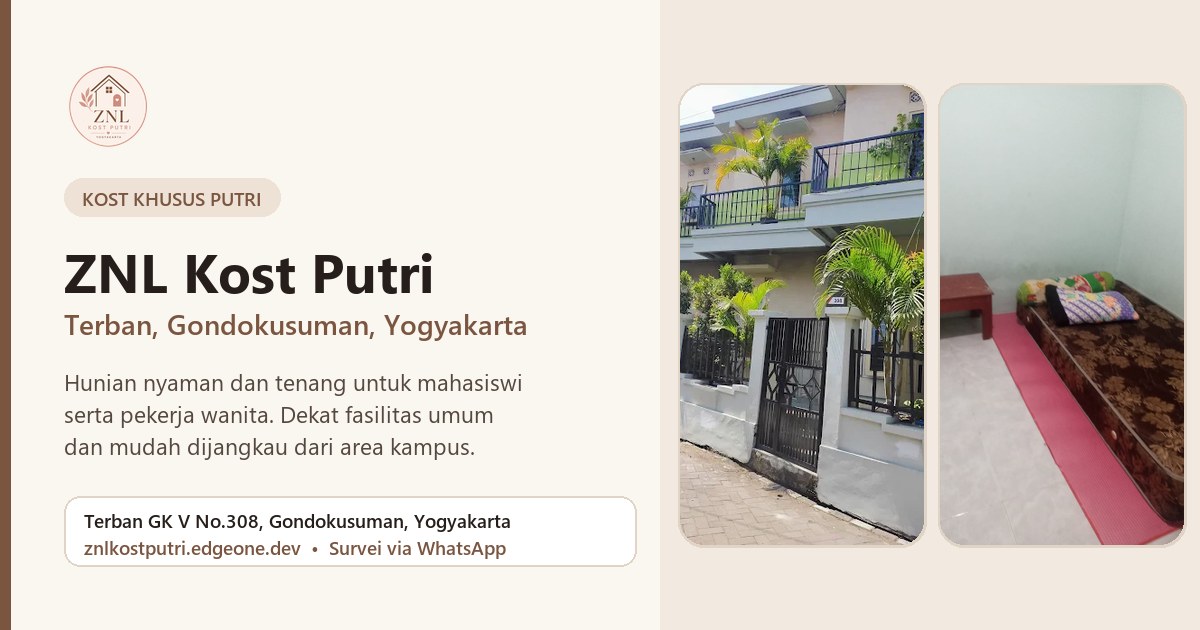 ZNL
KOST PUTRI
YOGYAKARTA
KOST KHUSUS PUTRI
ZNL Kost Putri
Terban, Gondokusuman, Yogyakarta
Hunian nyaman dan tenang untuk mahasiswi
serta pekerja wanita. Dekat fasilitas umum
dan mudah dijangkau dari area kampus.
Terban GK V No.308, Gondokusuman, Yogyakarta
znlkostputri.edgeone.dev • Survei via WhatsApp
308